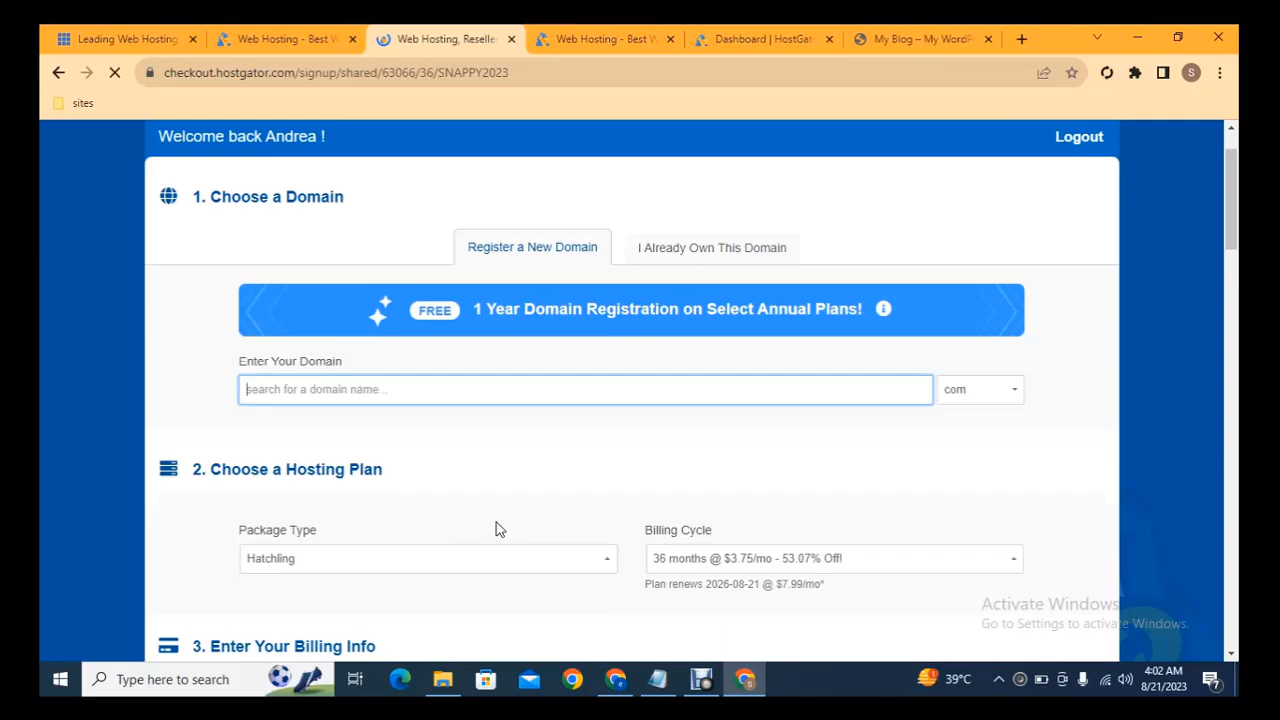 Leading Web Hosting
Web Hosting - Best W
Web Hosting, Reselle
Web Hosting - Best W
Dashboard | HostGat
My Blog – My WordP
checkout.hostgator.com/signup/shared/63066/36/SNAPPY2023
S
sites
Welcome back Andrea !
Logout
1. Choose a Domain
Register a New Domain
I Already Own This Domain
FREE 1 Year Domain Registration on Select Annual Plans!
Enter Your Domain
search for a domain name...
com
2. Choose a Hosting Plan
Package Type
Billing Cycle
Hatchling
36 months @ $3.75/mo - 53.07% Off!
Plan renews 2026-08-21 @ $7.99/mo*
Activate Windows
Go to Settings to activate Windows.
3. Enter Your Billing Info
Type here to search
39°C
4:02 AM
8/21/2023
7